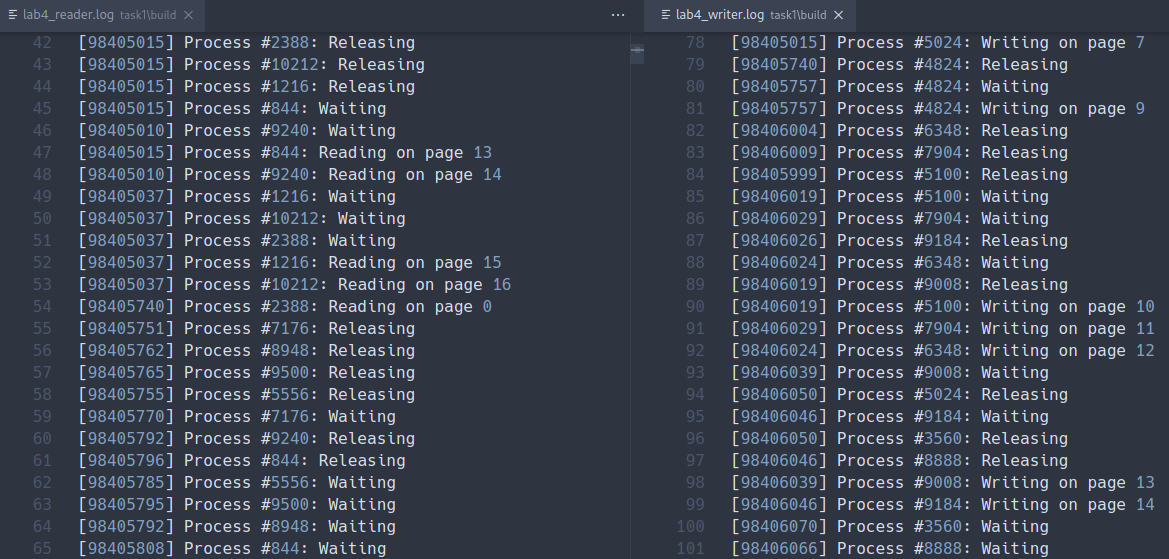 lab4_reader.log task1\build
42 [98405015] Process #2388: Releasing
43 [98405015] Process #10212: Releasing
44 [98405015] Process #1216: Releasing
45 [98405015] Process #844: Waiting
46 [98405010] Process #9240: Waiting
47 [98405015] Process #844: Reading on page 13
48 [98405010] Process #9240: Reading on page 14
49 [98405037] Process #1216: Waiting
50 [98405037] Process #10212: Waiting
51 [98405037] Process #2388: Waiting
52 [98405037] Process #1216: Reading on page 15
53 [98405037] Process #10212: Reading on page 16
54 [98405740] Process #2388: Reading on page 0
55 [98405751] Process #7176: Releasing
56 [98405762] Process #8948: Releasing
57 [98405765] Process #9500: Releasing
58 [98405755] Process #5556: Releasing
59 [98405770] Process #7176: Waiting
60 [98405792] Process #9240: Releasing
61 [98405796] Process #844: Releasing
62 [98405785] Process #5556: Waiting
63 [98405795] Process #9500: Waiting
64 [98405792] Process #8948: Waiting
65 [98405808] Process #844: Waiting
lab4_writer.log task1\build
78 [98405015] Process #5024: Writing on page 7
79 [98405740] Process #4824: Releasing
80 [98405757] Process #4824: Waiting
81 [98405757] Process #4824: Writing on page 9
82 [98406004] Process #6348: Releasing
83 [98406009] Process #7904: Releasing
84 [98405999] Process #5100: Releasing
85 [98406019] Process #5100: Waiting
86 [98406029] Process #7904: Waiting
87 [98406026] Process #9184: Releasing
88 [98406024] Process #6348: Waiting
89 [98406019] Process #9008: Releasing
90 [98406019] Process #5100: Writing on page 10
91 [98406029] Process #7904: Writing on page 11
92 [98406024] Process #6348: Writing on page 12
93 [98406039] Process #9008: Waiting
94 [98406050] Process #5024: Releasing
95 [98406046] Process #9184: Waiting
96 [98406050] Process #3560: Releasing
97 [98406046] Process #8888: Releasing
98 [98406039] Process #9008: Writing on page 13
99 [98406046] Process #9184: Writing on page 14
100 [98406070] Process #3560: Waiting
101 [98406066] Process #8888: Waiting